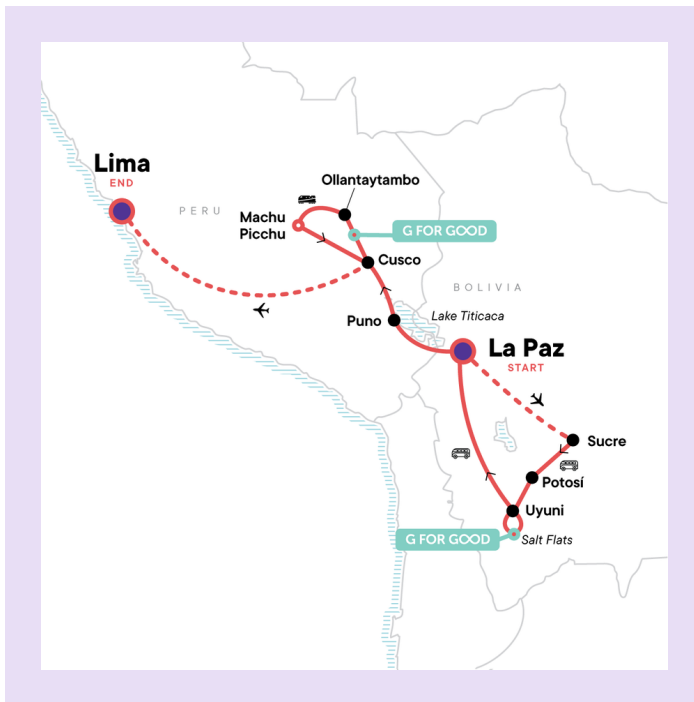 Lima
END
PERU
Ollantaytambo
Machu
Picchu
G FOR GOOD
Cusco
BOLIVIA
Puno
Lake Titicaca
La Paz
START
Sucre
Potosí
Uyuni
G FOR GOOD
Salt Flats